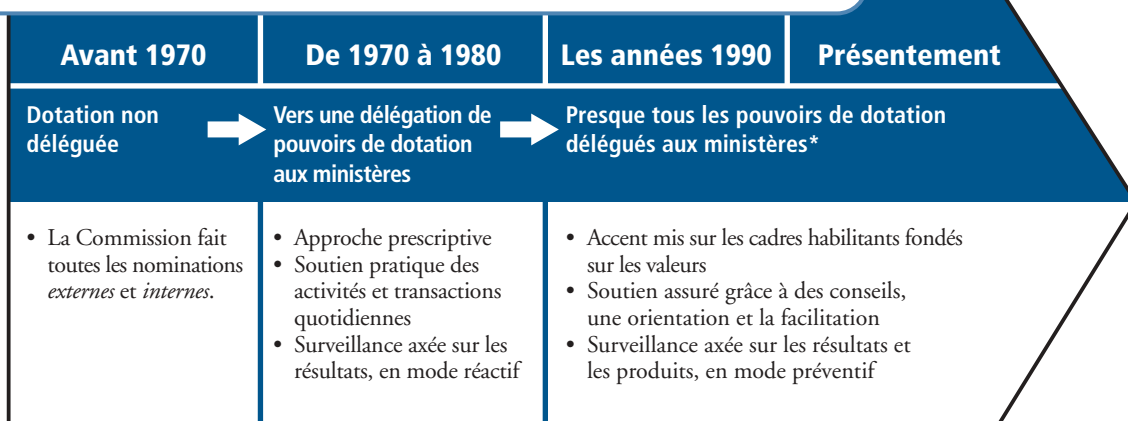 Avant 1970
De 1970 à 1980
Les années 1990
Présentement
Dotation non
déléguée
Vers une délégation de
pouvoirs de dotation
aux ministères
Presque tous les pouvoirs de dotation
délégués aux ministères*
• La Commission fait
toutes les nominations
externes et internes.
• Approche prescriptive
• Soutien pratique des
activités et transactions
quotidiennes
• Surveillance axée sur les
résultats, en mode réactif
• Accent mis sur les cadres habilitants fondés
sur les valeurs
• Soutien assuré grâce à des conseils,
une orientation et la facilitation
• Surveillance axée sur les résultats et
les produits, en mode préventif